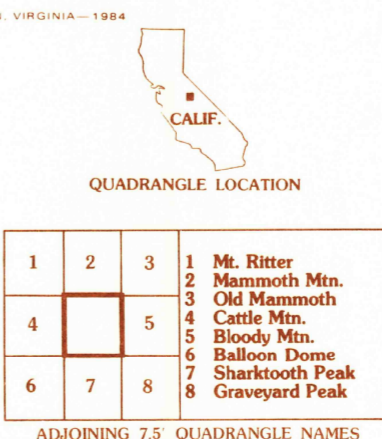 VIRGINIA—1984
CALIF.
QUADRANGLE LOCATION
1 2 3
4 5
6 7 8
1 Mt. Ritter
2 Mammoth Mtn.
3 Old Mammoth
4 Cattle Mtn.
5 Bloody Mtn.
6 Balloon Dome
7 Sharktooth Peak
8 Graveyard Peak
ADJOINING 7.5' QUADRANGLE NAMES